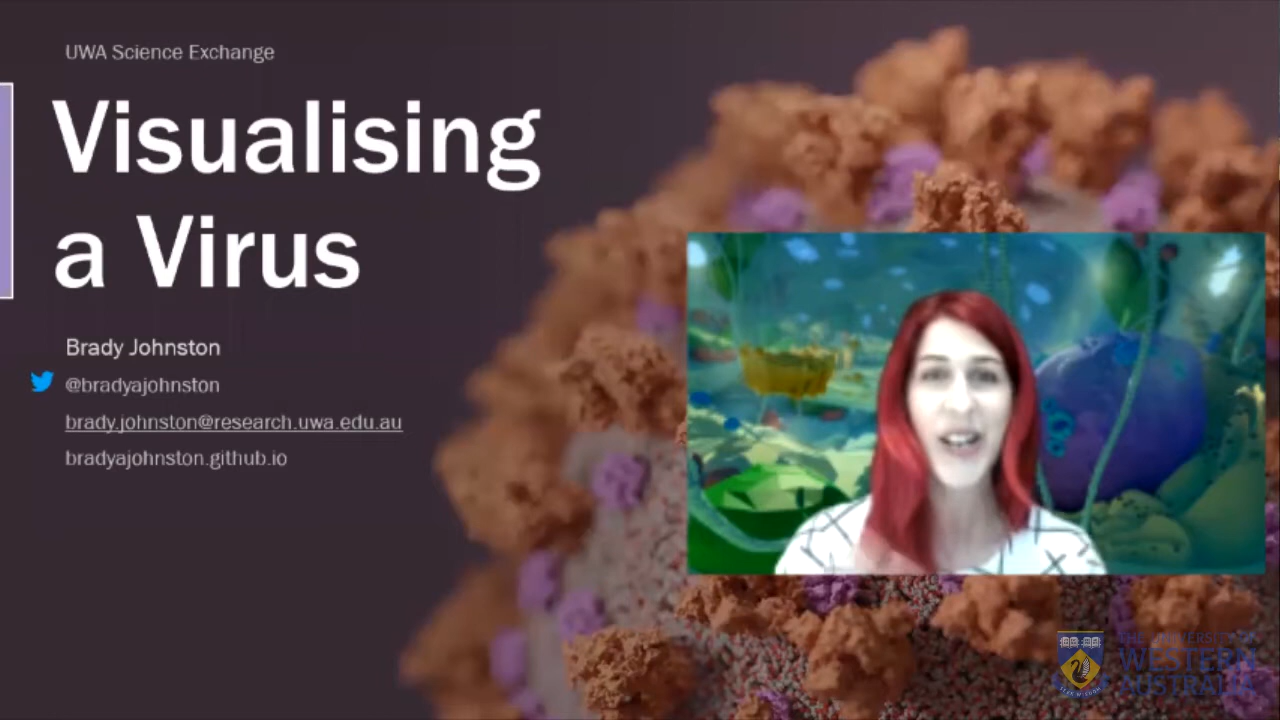 UWA Science Exchange
Visualising
a Virus
Brady Johnston
@bradyajohnston
brady.johnston@research.uwa.edu.au
bradyajohnston.github.io
THE UNIVERSITY OF
WESTERN
AUSTRALIA